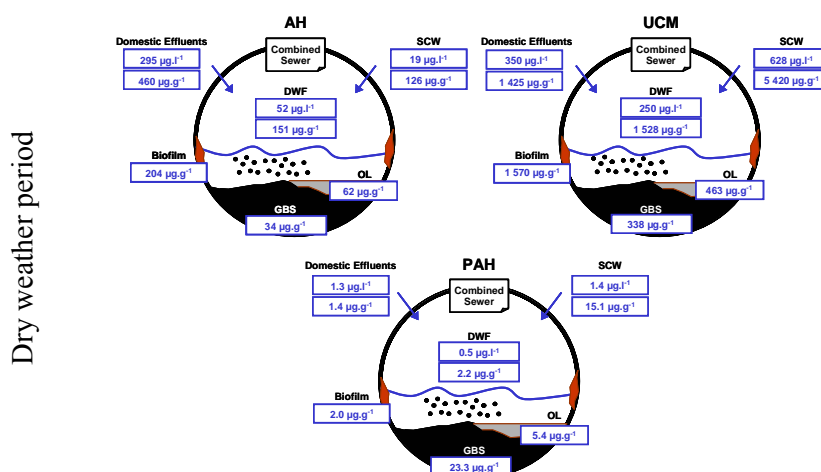 Dry weather period
AH
Domestic Effluents
295 µg.l⁻¹
460 µg.g⁻¹
Combined
Sewer
SCW
19 µg.l⁻¹
126 µg.g⁻¹
DWF
52 µg.l⁻¹
151 µg.g⁻¹
Biofilm
204 µg.g⁻¹
OL
62 µg.g⁻¹
GBS
34 µg.g⁻¹
UCM
Domestic Effluents
350 µg.l⁻¹
1 425 µg.g⁻¹
Combined
Sewer
SCW
628 µg.l⁻¹
5 420 µg.g⁻¹
DWF
250 µg.l⁻¹
1 528 µg.g⁻¹
Biofilm
1 570 µg.g⁻¹
OL
463 µg.g⁻¹
GBS
338 µg.g⁻¹
PAH
Domestic Effluents
1.3 µg.l⁻¹
1.4 µg.g⁻¹
Combined
Sewer
SCW
1.4 µg.l⁻¹
15.1 µg.g⁻¹
DWF
0.5 µg.l⁻¹
2.2 µg.g⁻¹
Biofilm
2.0 µg.g⁻¹
OL
5.4 µg.g⁻¹
GBS
23.3 µg.g⁻¹